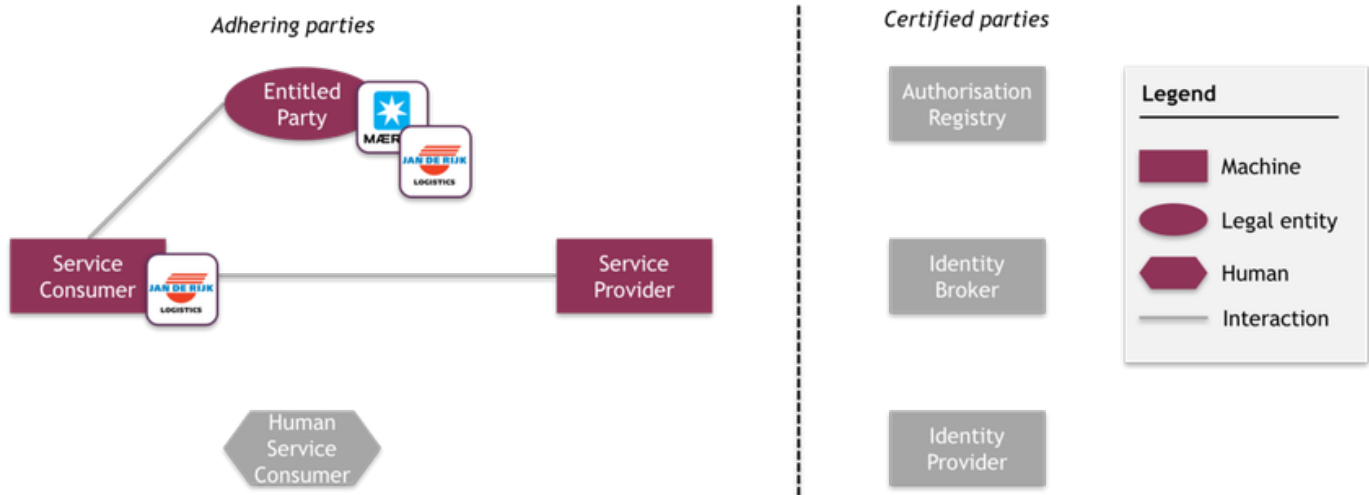 Adhering parties
Certified parties
Entitled
Party
MÆR
JAN DE RIJK
LOGISTICS
Authorisation
Registry
Legend
Machine
Legal entity
Human
Interaction
Service
Consumer
JAN DE RIJK
LOGISTICS
Service
Provider
Identity
Broker
Human
Service
Consumer
Identity
Provider